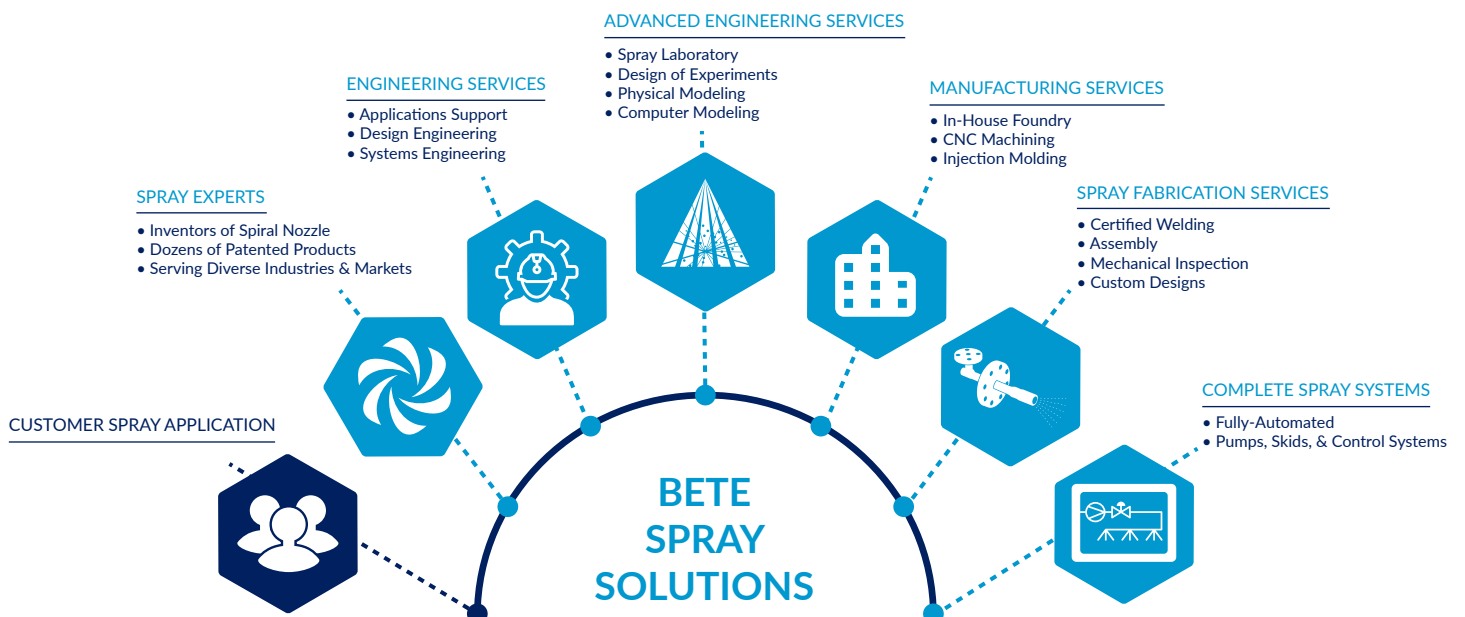 ADVANCED ENGINEERING SERVICES
• Spray Laboratory
• Design of Experiments
• Physical Modeling
• Computer Modeling
ENGINEERING SERVICES
• Applications Support
• Design Engineering
• Systems Engineering
MANUFACTURING SERVICES
• In-House Foundry
• CNC Machining
• Injection Molding
SPRAY EXPERTS
• Inventors of Spiral Nozzle
• Dozens of Patented Products
• Serving Diverse Industries & Markets
SPRAY FABRICATION SERVICES
• Certified Welding
• Assembly
• Mechanical Inspection
• Custom Designs
CUSTOMER SPRAY APPLICATION
COMPLETE SPRAY SYSTEMS
• Fully-Automated
• Pumps, Skids, & Control Systems
BETE
SPRAY
SOLUTIONS